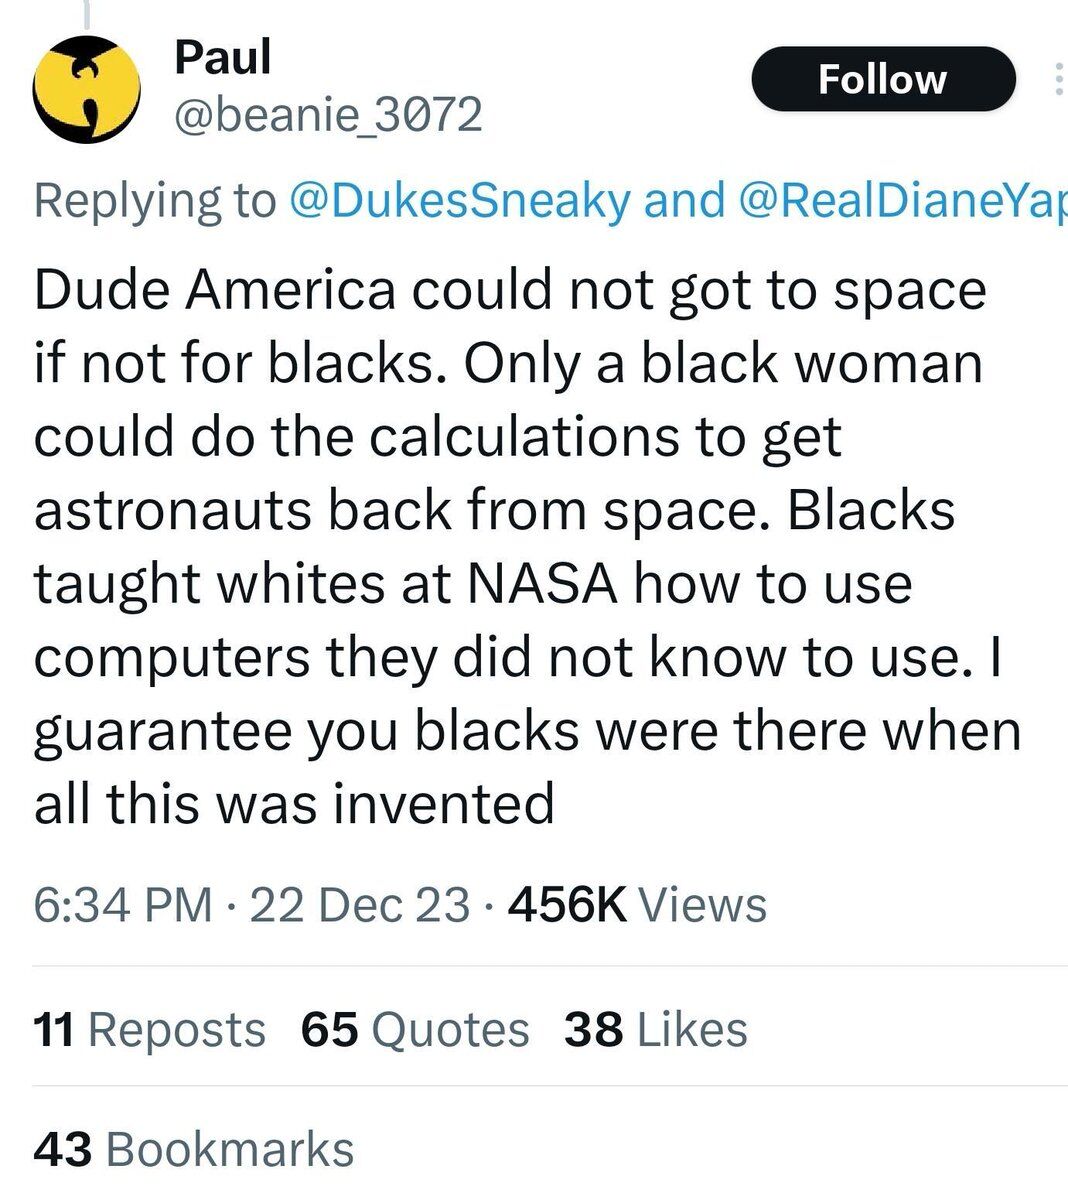 Paul
@beanie_3072
Follow
Replying to @DukesSneaky and @RealDianeYap
Dude America could not got to space
if not for blacks. Only a black woman
could do the calculations to get
astronauts back from space. Blacks
taught whites at NASA how to use
computers they did not know to use. I
guarantee you blacks were there when
all this was invented
6:34 PM · 22 Dec 23 · 456K Views
11 Reposts 65 Quotes 38 Likes
43 Bookmarks